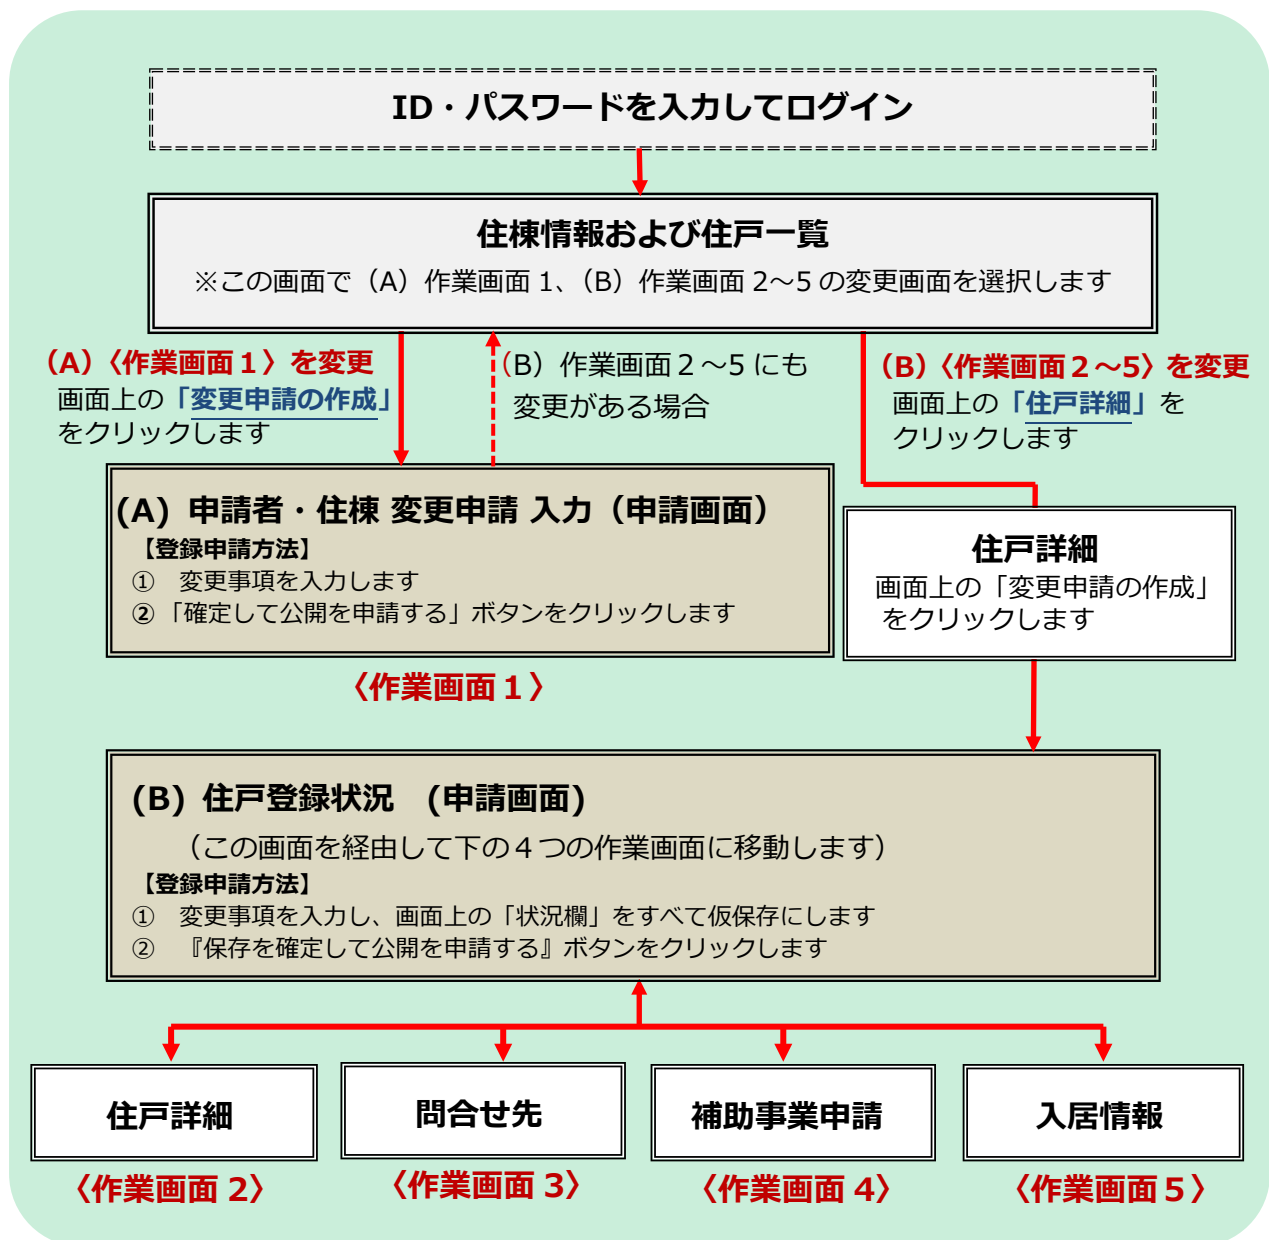 ID・パスワードを入力してログイン
住棟情報および住戸一覧
※この画面で（A）作業画面 1、（B）作業画面 2～5 の変更画面を選択します
（A）〈作業画面１〉を変更
画面上の「変更申請の作成」
をクリックします
（B）作業画面２～5 にも
変更がある場合
（B）〈作業画面２～5〉を変更
画面上の「住戸詳細」を
クリックします
(A) 申請者・住棟 変更申請 入力（申請画面）
【登録申請方法】
① 変更事項を入力します
② 「確定して公開を申請する」ボタンをクリックします
〈作業画面１〉
住戸詳細
画面上の「変更申請の作成」
をクリックします
(B) 住戸登録状況 (申請画面)
（この画面を経由して下の４つの作業画面に移動します）
【登録申請方法】
① 変更事項を入力し、画面上の「状況欄」をすべて仮保存にします
② 『保存を確定して公開を申請する』ボタンをクリックします
住戸詳細
問合せ先
補助事業申請
入居情報
〈作業画面 2〉
〈作業画面 3〉
〈作業画面 4〉
〈作業画面５〉